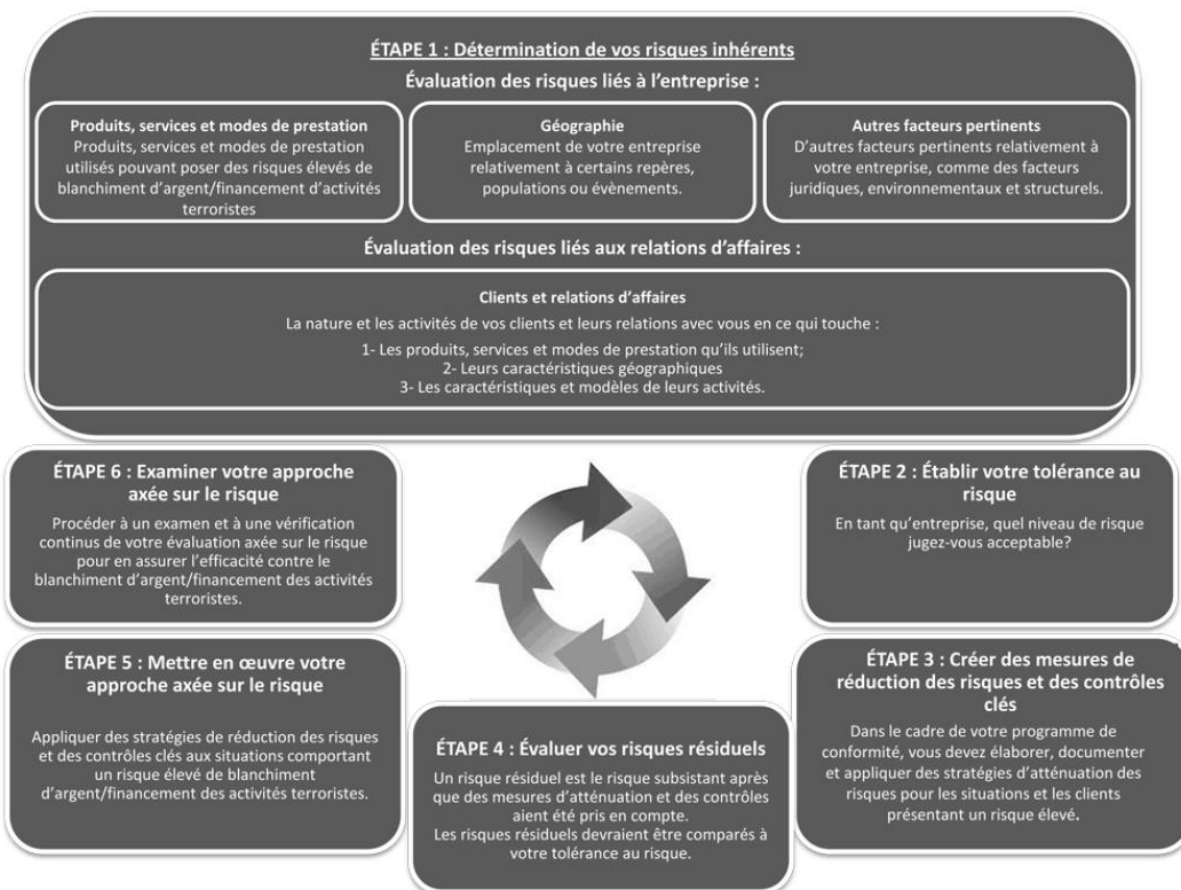 ÉTAPE 1 : Détermination de vos risques inhérents
Évaluation des risques liés à l'entreprise :
Produits, services et modes de prestation
Produits, services et modes de prestation
utilisés pouvant poser des risques élevés de
blanchiment d'argent/financement d'activités
terroristes
Géographie
Emplacement de votre entreprise
relativement à certains repères,
populations ou évènements.
Autres facteurs pertinents
D'autres facteurs pertinents relativement à
votre entreprise, comme des facteurs
juridiques, environnementaux et structurels.
Évaluation des risques liés aux relations d'affaires :
Clients et relations d'affaires
La nature et les activités de vos clients et leurs relations avec vous en ce qui touche :
1- Les produits, services et modes de prestation qu'ils utilisent;
2- Leurs caractéristiques géographiques
3- Les caractéristiques et modèles de leurs activités.
ÉTAPE 2 : Établir votre tolérance au
risque
En tant qu'entreprise, quel niveau de risque
jugez-vous acceptable?
ÉTAPE 3 : Créer des mesures de
réduction des risques et des contrôles
clés
Dans le cadre de votre programme de
conformité, vous devez élaborer, documenter
et appliquer des stratégies d'atténuation des
risques pour les situations et les clients
présentant un risque élevé.
ÉTAPE 4 : Évaluer vos risques résiduels
Un risque résiduel est le risque subsistant après
que des mesures d'atténuation et des contrôles
aient été pris en compte.
Les risques résiduels devraient être comparés à
votre tolérance au risque.
ÉTAPE 5 : Mettre en œuvre votre
approche axée sur le risque
Appliquer des stratégies de réduction des risques
et des contrôles clés aux situations comportant
un risque élevé de blanchiment
d'argent/financement des activités terroristes.
ÉTAPE 6 : Examiner votre approche
axée sur le risque
Procéder à un examen et à une vérification
continus de votre évaluation axée sur le risque
pour en assurer l'efficacité contre le
blanchiment d'argent/financement des activités
terroristes.